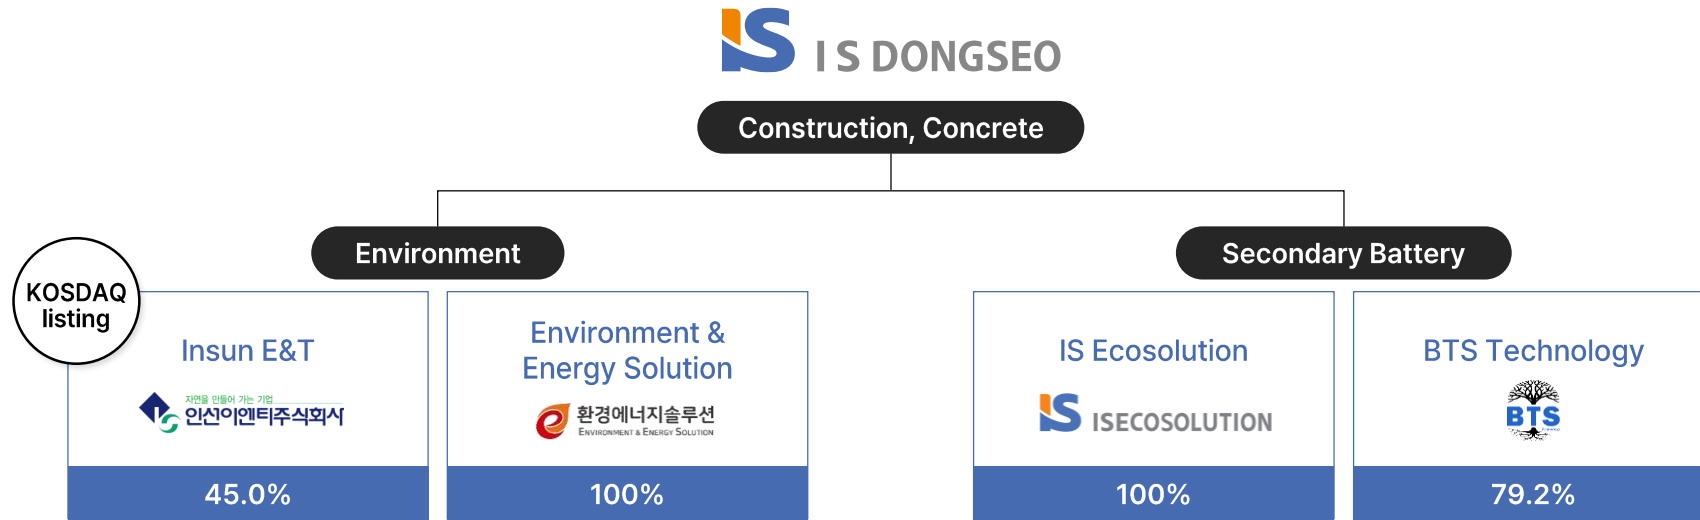 IS DONGSEO
Construction, Concrete
Environment
Secondary Battery
KOSDAQ
listing
Insun E&T
자연을 만들어 가는 기업
인선이엔티주식회사
45.0%
Environment &
Energy Solution
환경에너지솔루션
ENVIRONMENT & ENERGY SOLUTION
100%
IS Ecosolution
IS ISECOSOLUTION
100%
BTS Technology
BTS
79.2%